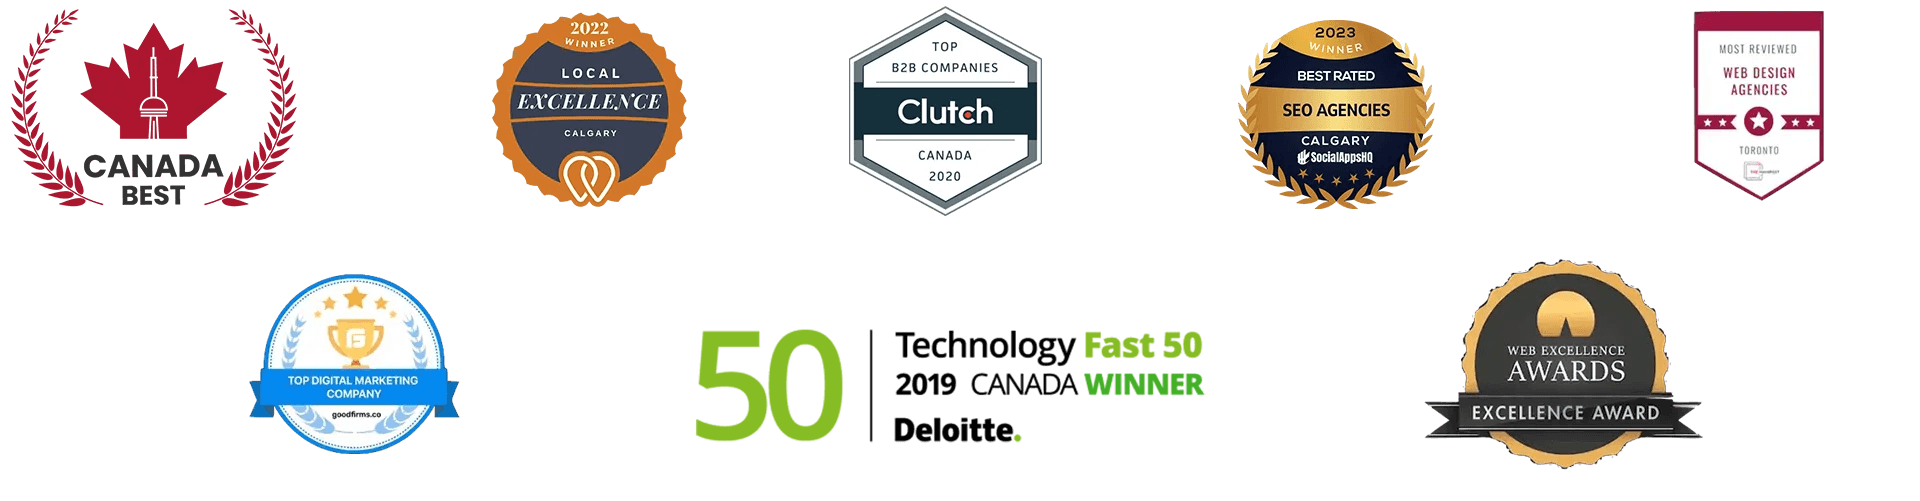 CANADA
BEST
2022
WINNER
LOCAL
EXCELLENCE
CALGARY
TOP
B2B COMPANIES
Clutch
CANADA
2020
2023
WINNER
BEST RATED
SEO AGENCIES
CALGARY
SocialAppsHQ
MOST REVIEWED
WEB DESIGN
AGENCIES
TORONTO
THE MANIFEST
TOP DIGITAL MARKETING
COMPANY
goodfirms.co
50
Technology Fast 50
2019 CANADA WINNER
Deloitte.
WEB EXCELLENCE
AWARDS
EXCELLENCE AWARD